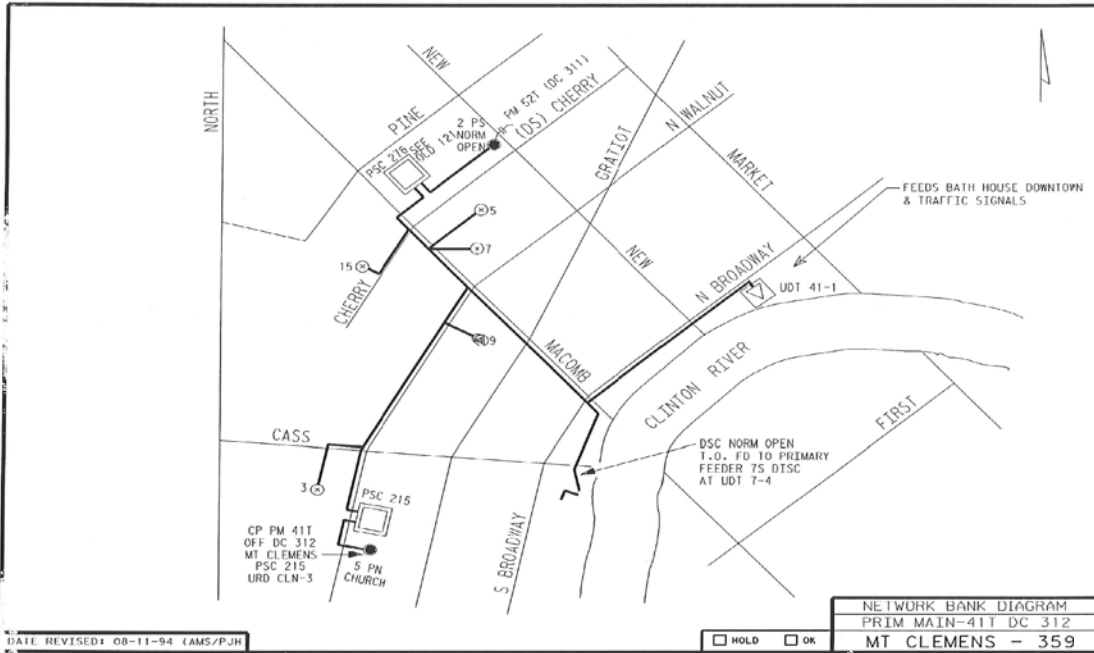 NORTH
NEW
PINE
PM 52T (DC 311)
(DS) CHERRY
2 PS
NORM
OPEN
PSC 276
SEE
OLD 121
GRATIOT
N WALNUT
MARKET
FEEDS BATH HOUSE DOWNTOWN
& TRAFFIC SIGNALS
5
7
15
CHERRY
NEW
N BROADWAY
UDT 41-1
9
MACOMB
CLINTON RIVER
FIRST
CASS
DSC NORM OPEN
T.O. FD TO PRIMARY
FEEDER 7S DISC
AT UDT 7-4
3
PSC 215
S BROADWAY
CP PM 41T
OFF DC 312
MT CLEMENS
PSC 215
URD CLN-3
5 PN
CHURCH
DATE REVISED: 08-11-94 (AMS/PJH
HOLD
OK
NETWORK BANK DIAGRAM
PRIM MAIN-41T DC 312
MT CLEMENS - 359